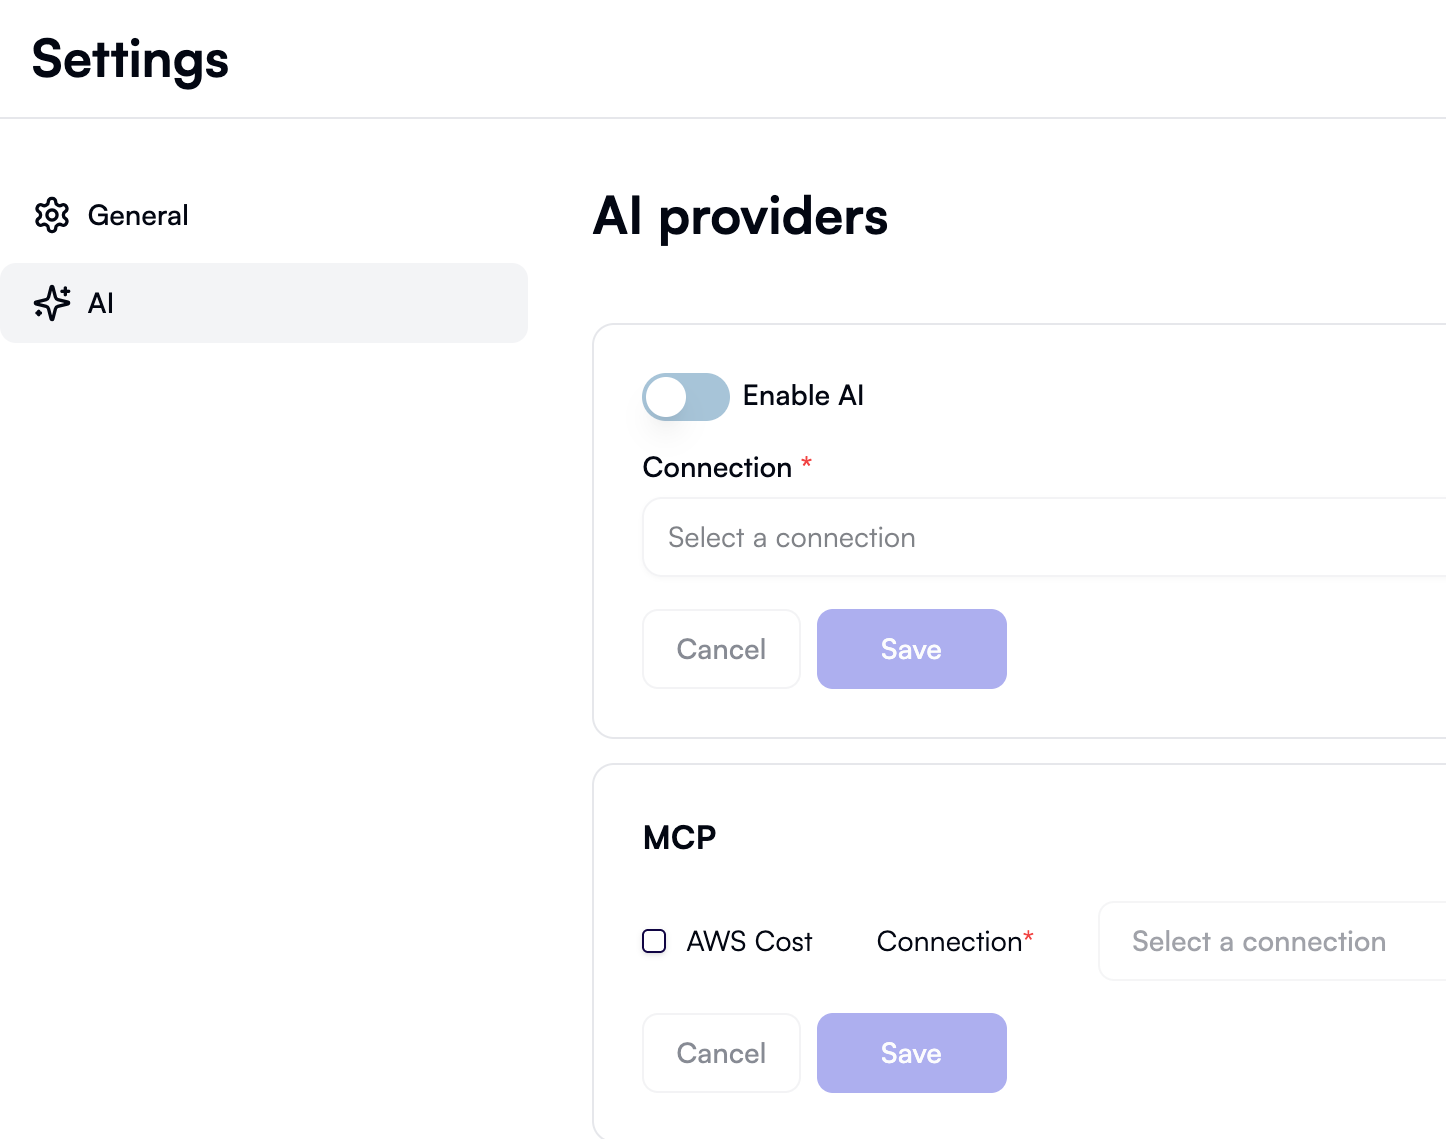 Settings
General
AI
AI providers
Enable AI
Connection *
Select a connection
Cancel
Save
MCP
AWS Cost
Connection*
Select a connection
Cancel
Save